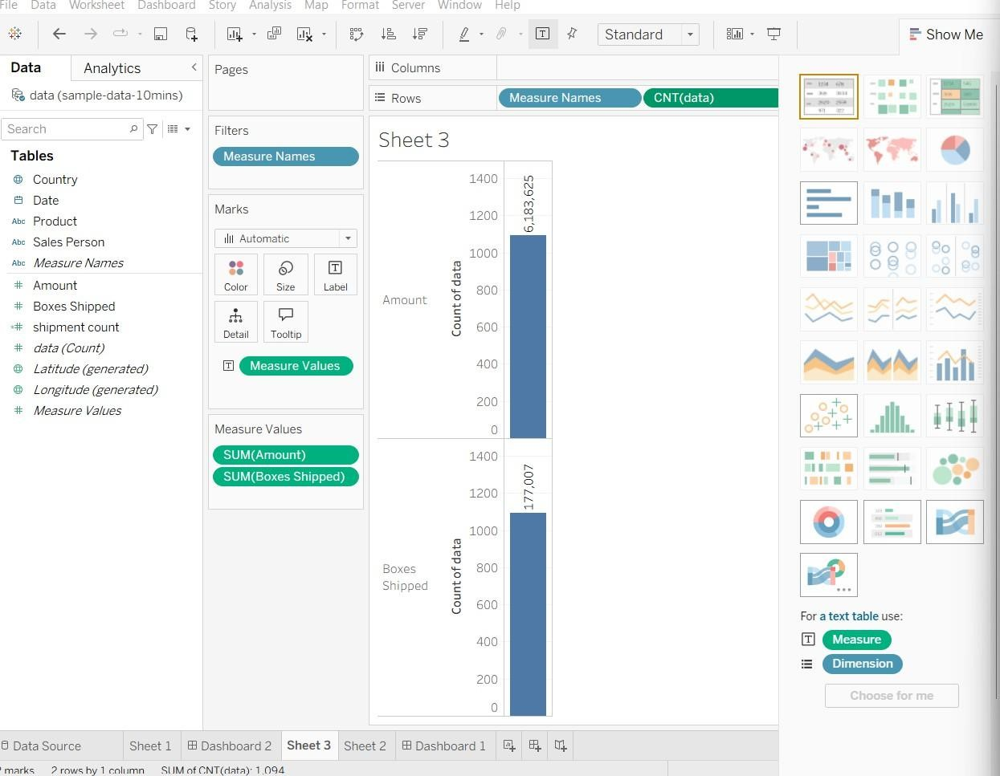 File Data Worksheet Dashboard Story Analysis Map Format Server Window Help
Standard
Show Me
Data Analytics
data (sample-data-10mins)
Search
Tables
Country
Date
Abc Product
Abc Sales Person
Abc Measure Names
Amount
Boxes Shipped
shipment count
data (Count)
Latitude (generated)
Longitude (generated)
Measure Values
Pages
Filters
Measure Names
Marks
Automatic
Color Size Label
Detail Tooltip
Measure Values
Measure Values
SUM(Amount)
SUM(Boxes Shipped)
Columns
Rows Measure Names CNT(data)
Sheet 3
Amount
Count of data
1400
1200
1000
800
600
400
200
0
6,183,625
Boxes
Shipped
Count of data
1400
1200
1000
800
600
400
200
0
177,007
For a text table use:
Measure
Dimension
Choose for me
Data Source Sheet 1 Dashboard 2 Sheet 3 Sheet 2 Dashboard 1
marks 2 rows by 1 column SUM of CNT(data): 1,094